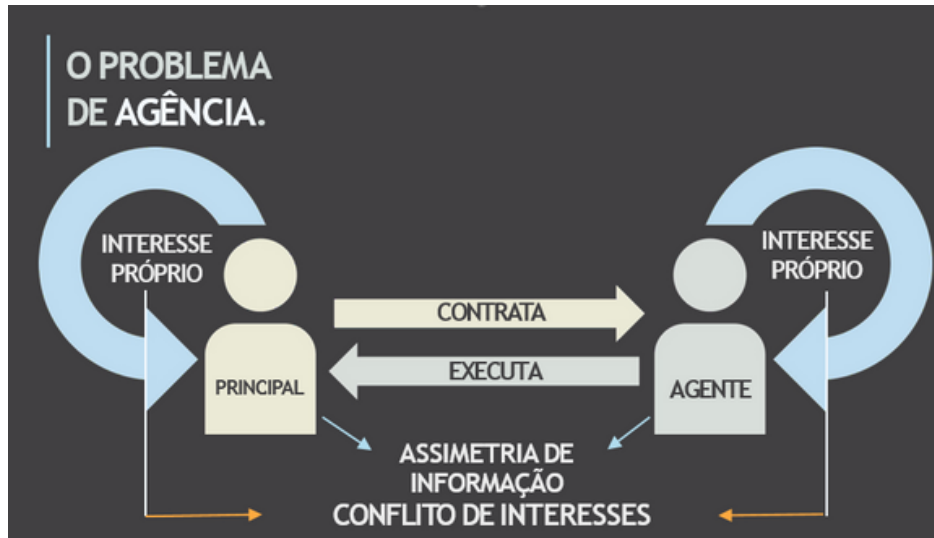 O PROBLEMA
DE AGÊNCIA.
INTERESSE
PRÓPRIO
INTERESSE
PRÓPRIO
CONTRATA
EXECUTA
PRINCIPAL
AGENTE
ASSIMETRIA DE
INFORMAÇÃO
CONFLITO DE INTERESSES